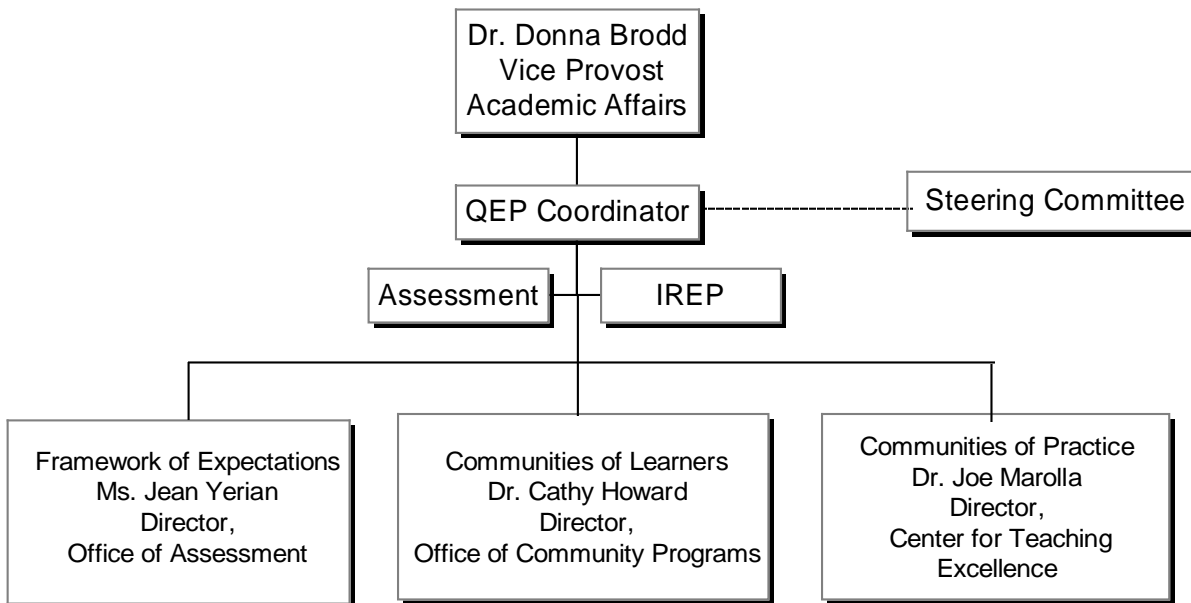 Dr. Donna Brodd
Vice Provost
Academic Affairs
QEP Coordinator
Steering Committee
Assessment
IREP
Framework of Expectations
Ms. Jean Yerian
Director,
Office of Assessment
Communities of Learners
Dr. Cathy Howard
Director,
Office of Community Programs
Communities of Practice
Dr. Joe Marolla
Director,
Center for Teaching
Excellence